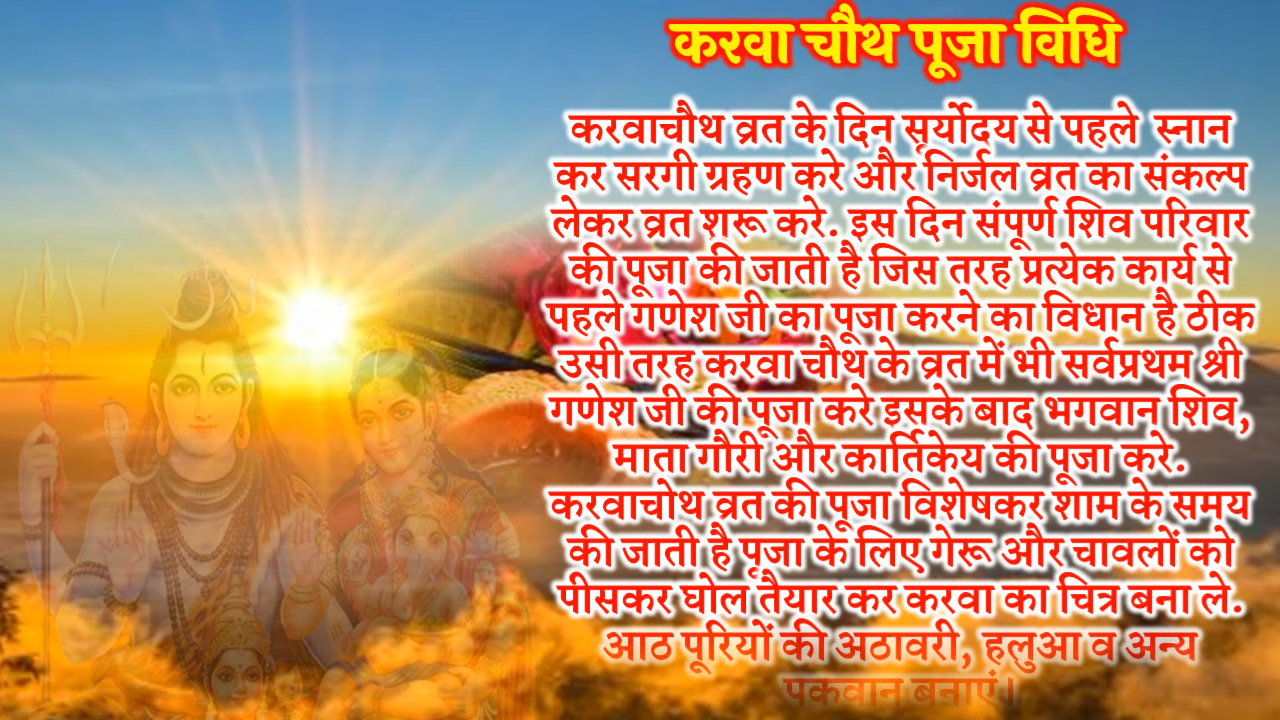 करवा चौथ पूजा विधि
करवाचौथ व्रत के दिन सूर्योदय से पहले स्नान
कर सरगी ग्रहण करे और निर्जल व्रत का संकल्प
लेकर व्रत शरू करे. इस दिन संपूर्ण शिव परिवार
की पूजा की जाती है जिस तरह प्रत्येक कार्य से
पहले गणेश जी का पूजा करने का विधान है ठीक
उसी तरह करवा चौथ के व्रत में भी सर्वप्रथम श्री
गणेश जी की पूजा करे इसके बाद भगवान शिव,
माता गौरी और कार्तिकेय की पूजा करे.
करवाचोथ व्रत की पूजा विशेषकर शाम के समय
की जाती है पूजा के लिए गेरू और चावलों को
पीसकर घोल तैयार कर करवा का चित्र बना ले.
आठ पूरियों की अठावरी, हलुआ व अन्य
पकवान बनाएं।